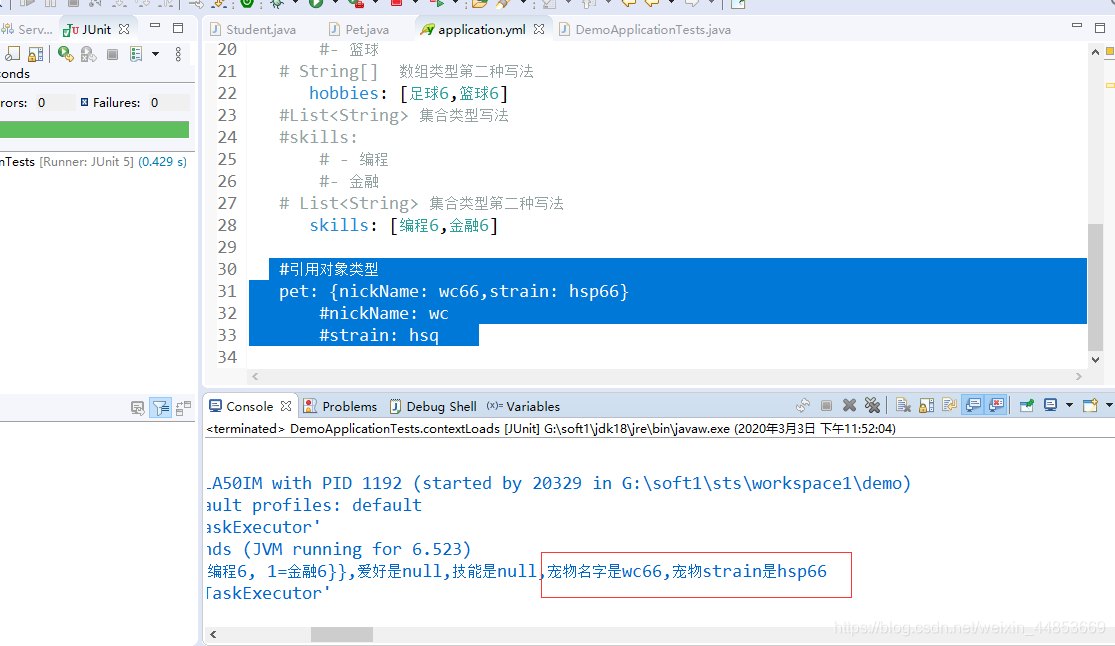 Serv... JUnit
Student.java Pet.java application.yml DemoApplicationTests.java
onds
rors: 0 Failures: 0
nTests [Runner: JUnit 5] (0.429 s)
20 #- 篮球
21 # String[] 数组类型第二种写法
22 hobbies: [足球6,篮球6]
23 #List<String> 集合类型写法
24 #skills:
25 # - 编程
26 #- 金融
27 # List<String> 集合类型第二种写法
28 skills: [编程6,金融6]
29
30 #引用对象类型
31 pet: {nickName: wc66,strain: hsp66}
32 #nickName: wc
33 #strain: hsq
34
Console Problems Debug Shell (x)= Variables
<terminated> DemoApplicationTests.contextLoads [JUnit] G:\soft1\jdk18\jre\bin\javaw.exe (2020年3月3日 下午11:52:04)
LA50IM with PID 1192 (started by 20329 in G:\soft1\sts\workspace1\demo)
ault profiles: default
askExecutor'
nds (JVM running for 6.523)
编程6, 1=金融6}},爱好是null,技能是null,宠物名字是wc66,宠物strain是hsp66
TaskExecutor'
https://blog.csdn.net/weixin_44853669